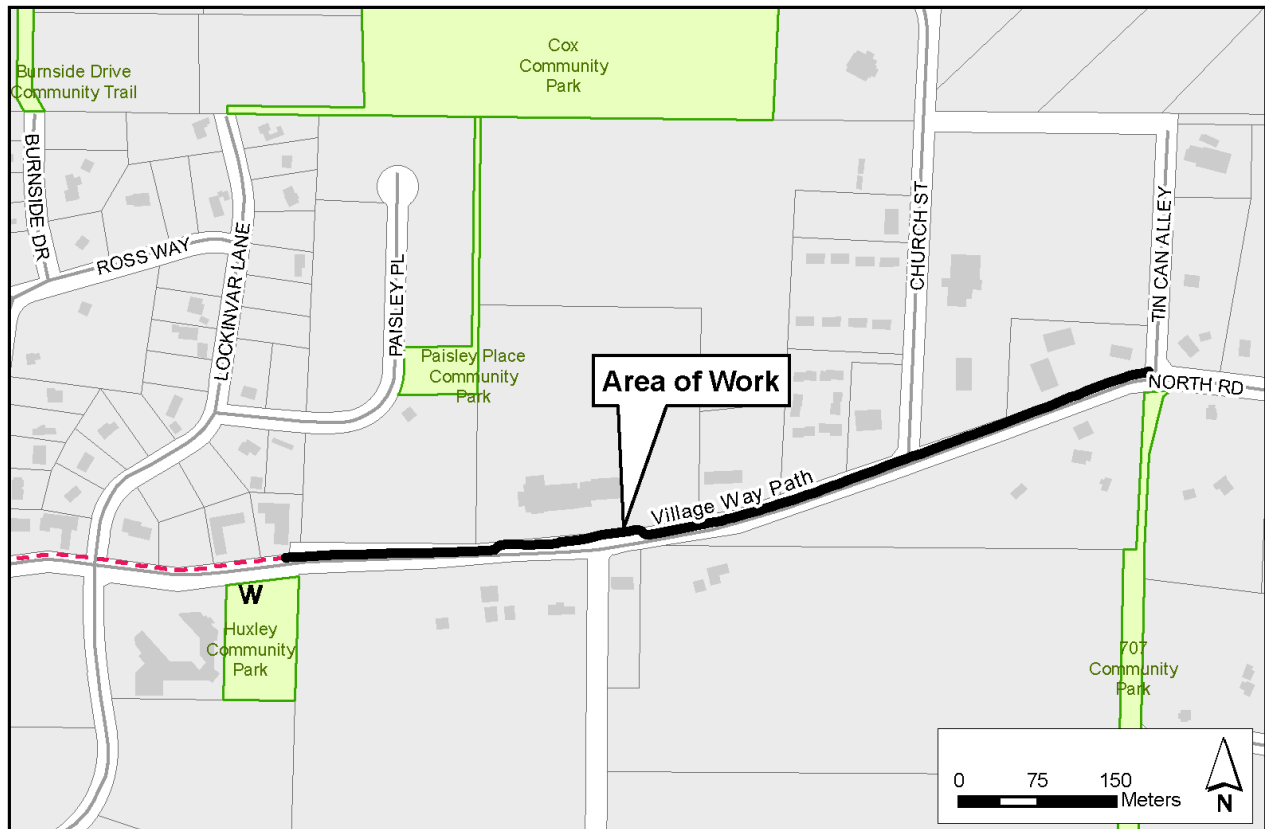 Cox
Community
Park
Burnside Drive
Community Trail
BURNSIDE DR
ROSS WAY
LOCKINVAR LANE
PAISLEY PL
CHURCH ST
TIN CAN ALLEY
Paisley Place
Community
Park
Area of Work
NORTH RD
Village Way Path
W
Huxley
Community
Park
707
Community
Park
0 75 150
Meters
N